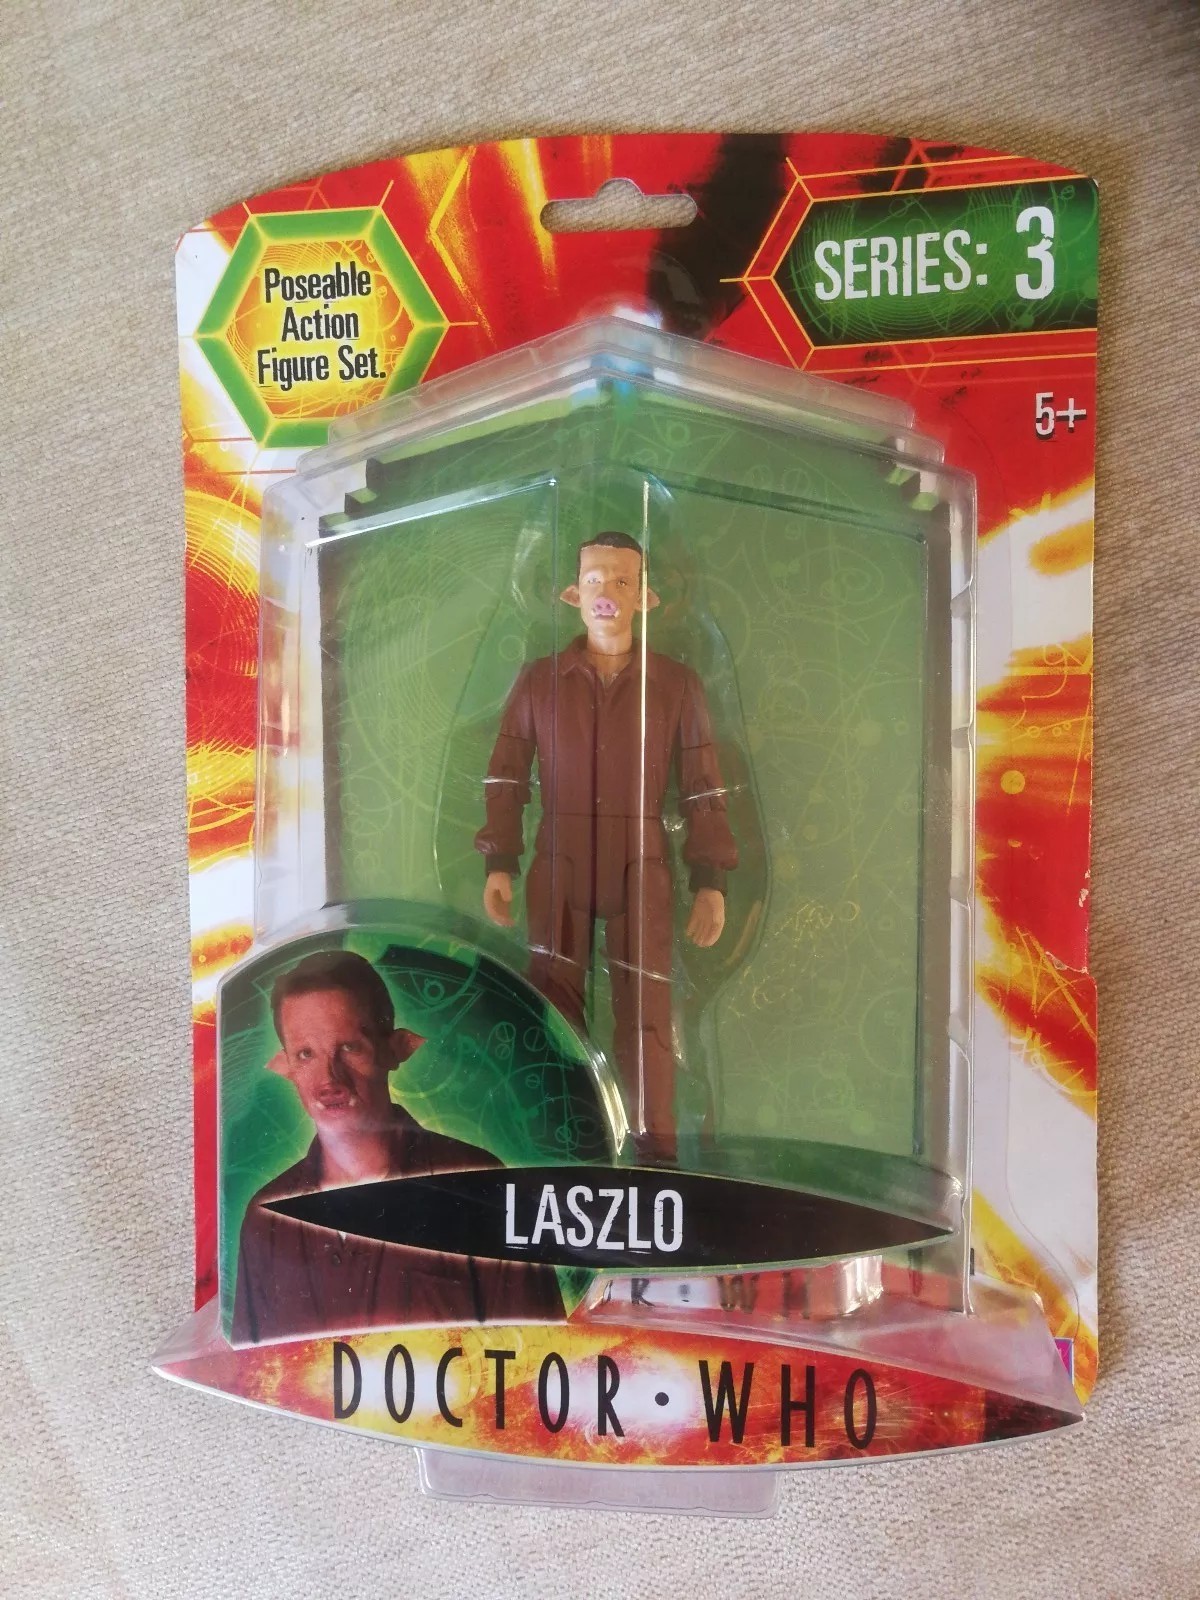 Poseable
Action
Figure Set.
SERIES: 3
5+
LASZLO
DOCTOR · WHO